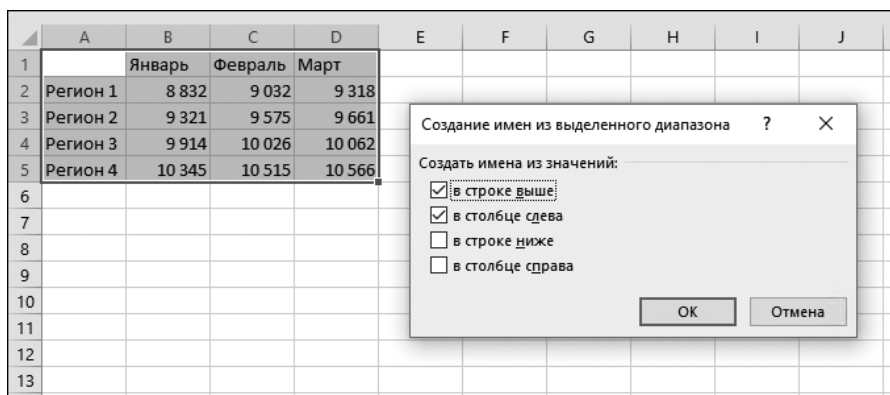 A B C D E F G H I J
1 Январь Февраль Март
2 Регион 1 8 832 9 032 9 318
3 Регион 2 9 321 9 575 9 661
4 Регион 3 9 914 10 026 10 062
5 Регион 4 10 345 10 515 10 566
6
7
8
9
10
11
12
13
Создание имен из выделенного диапазона ?
Создать имена из значений:
в строке выше
в столбце слева
в строке ниже
в столбце справа
ОК Отмена